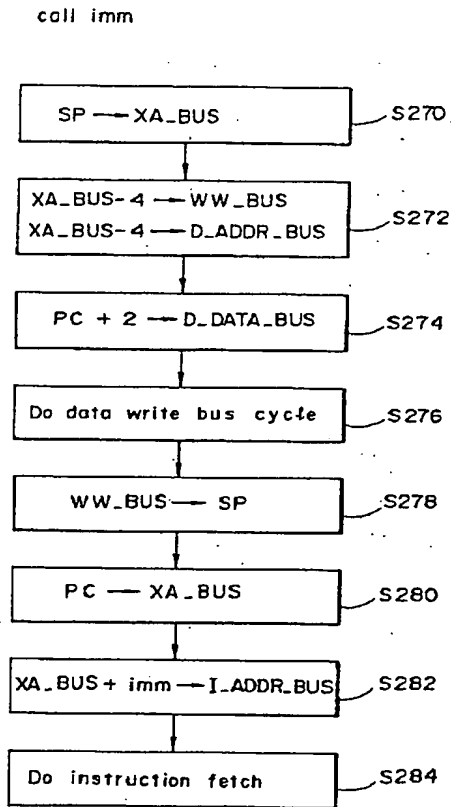 call imm
SP → XA_BUS
S270
XA_BUS-4 → WW_BUS
XA_BUS-4 → D_ADDR_BUS
S272
PC + 2 → D_DATA_BUS
S274
Do data write bus cycle
S276
WW_BUS → SP
S278
PC → XA_BUS
S280
XA_BUS + imm → I_ADDR_BUS
S282
Do instruction fetch
S284